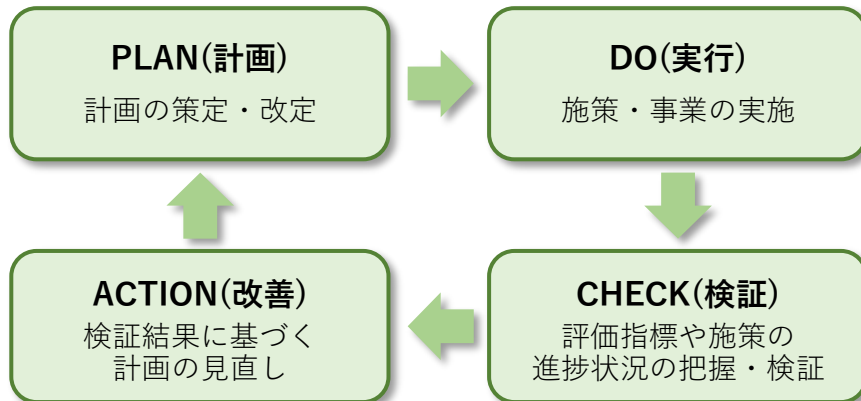 PLAN(計画)
計画の策定・改定
DO(実行)
施策・事業の実施
ACTION(改善)
検証結果に基づく
計画の見直し
CHECK(検証)
評価指標や施策の
進捗状況の把握・検証